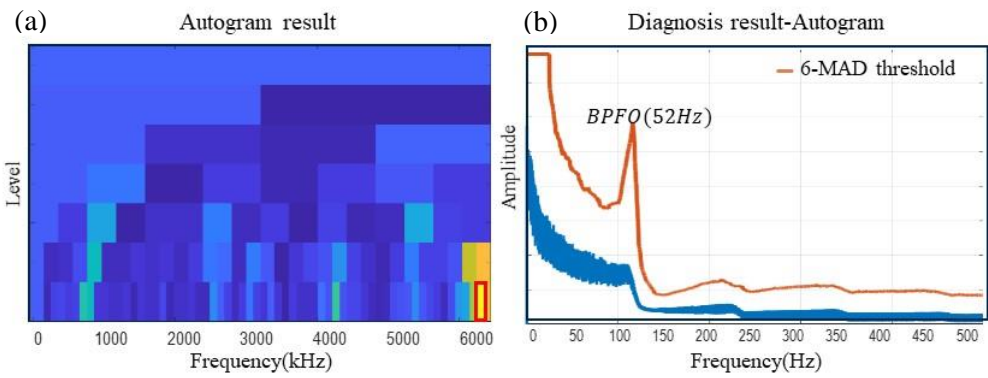 (a)
Autogram result
Level
0
1000
2000
3000
4000
5000
6000
Frequency(kHz)
(b)
Diagnosis result-Autogram
6-MAD threshold
BPFO(52Hz)
Amplitude
0
50
100
150
200
250
300
350
400
450
500
Frequency(Hz)